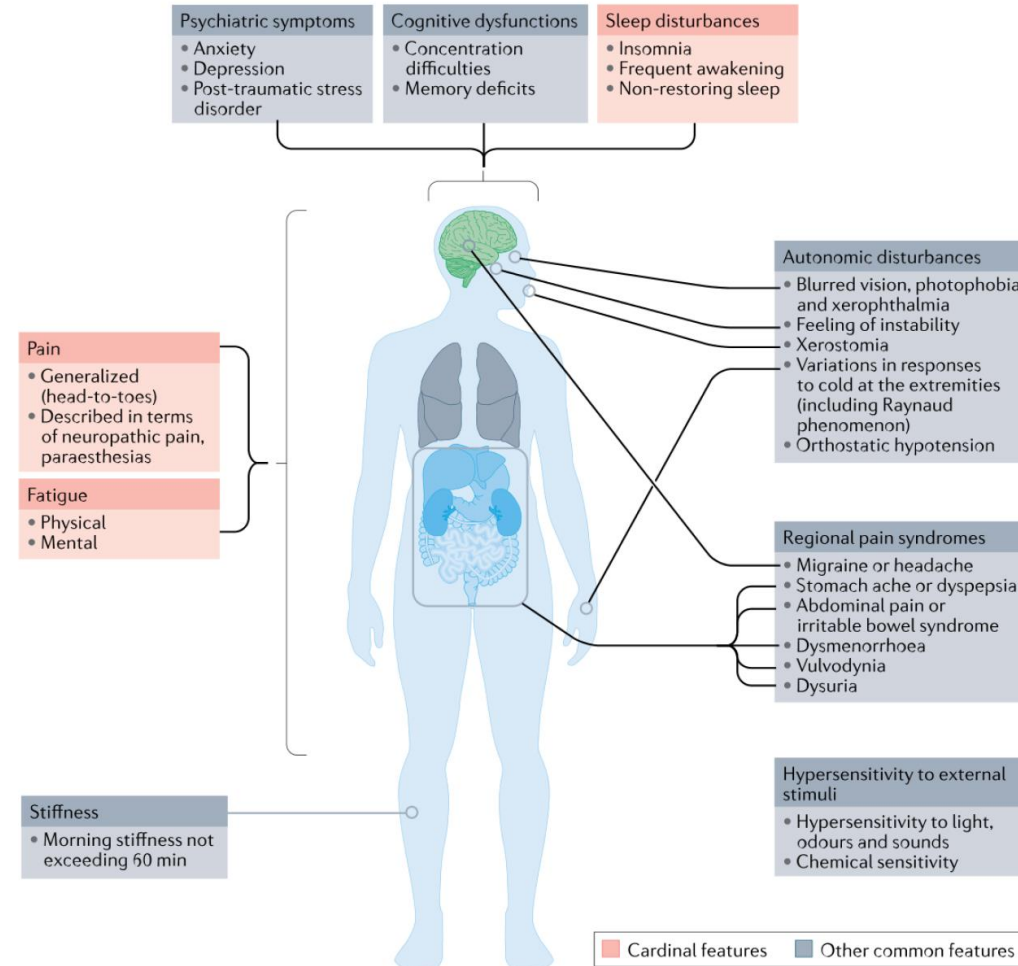 Psychiatric symptoms
• Anxiety
• Depression
• Post-traumatic stress
disorder
Cognitive dysfunctions
• Concentration
difficulties
• Memory deficits
Sleep disturbances
• Insomnia
• Frequent awakening
• Non-restoring sleep
Pain
• Generalized
(head-to-toes)
• Described in terms
of neuropathic pain,
paraesthesias
Fatigue
• Physical
• Mental
Stiffness
• Morning stiffness not
exceeding 60 min
Autonomic disturbances
• Blurred vision, photophobia
and xerophthalmia
• Feeling of instability
• Xerostomia
• Variations in responses
to cold at the extremities
(including Raynaud
phenomenon)
• Orthostatic hypotension
Regional pain syndromes
• Migraine or headache
• Stomach ache or dyspepsia
• Abdominal pain or
irritable bowel syndrome
• Dysmenorrhoea
• Vulvodynia
• Dysuria
Hypersensitivity to external
stimuli
• Hypersensitivity to light,
odours and sounds
• Chemical sensitivity
Cardinal features
Other common features